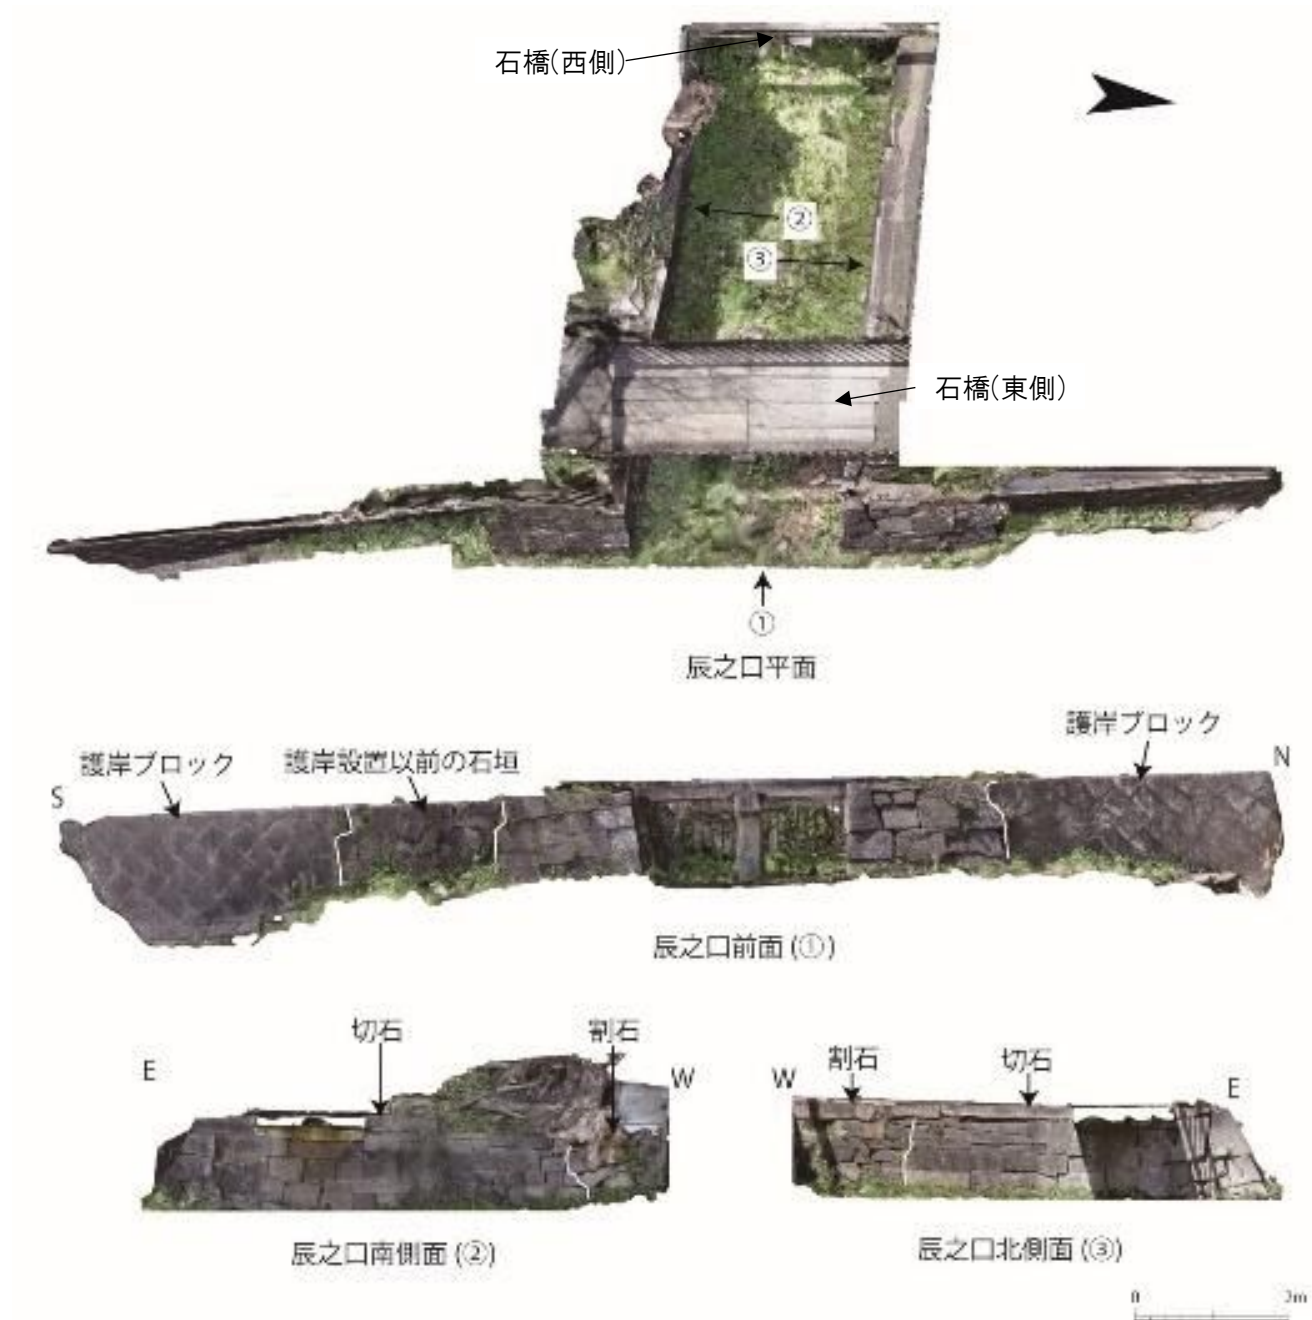 石橋(西側)
②
③
石橋(東側)
①
辰之口平面
護岸ブロック
護岸設置以前の石垣
護岸ブロック
S
N
辰之口前面 (①)
切石
割石
E
W
辰之口南側面 (②)
割石
切石
W
E
辰之口北側面 (③)
0
2m